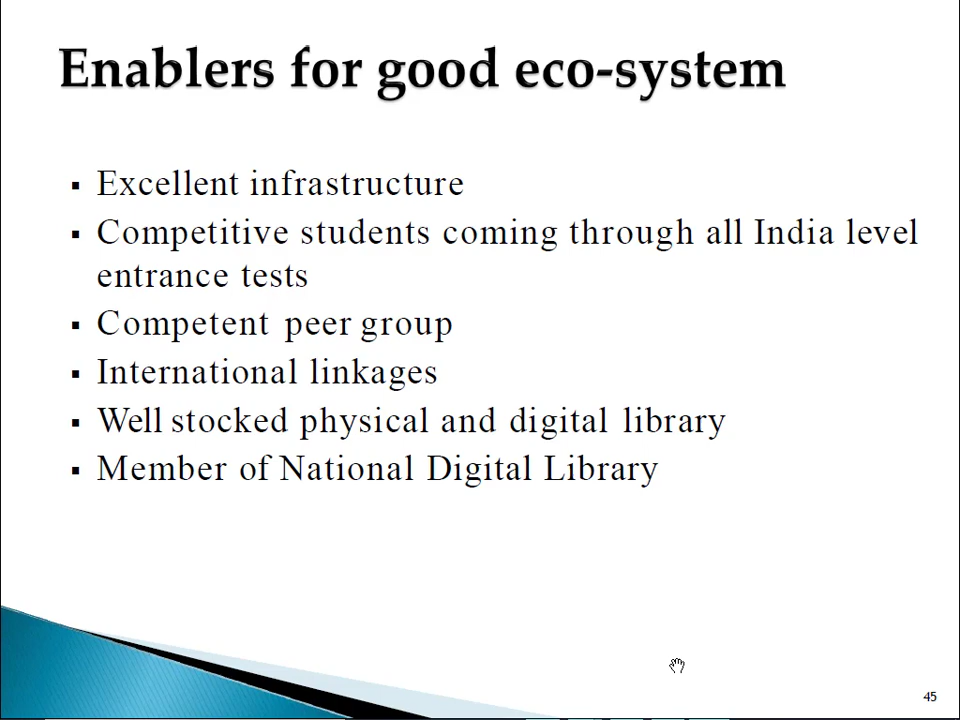 Enablers for good eco-system
▪ Excellent infrastructure
▪ Competitive students coming through all India level
entrance tests
▪ Competent peer group
▪ International linkages
▪ Well stocked physical and digital library
▪ Member of National Digital Library
45